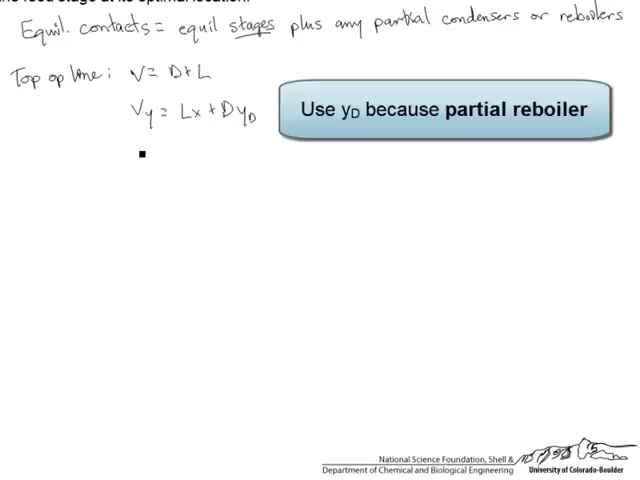 Equil. contacts = equil stages plus any partial condensers or reboilers
Top op line: V = D + L
Vy = Lx + DyD
Use yD because partial reboiler
National Science Foundation, Shell &
Department of Chemical and Biological Engineering
University of Colorado-Boulder